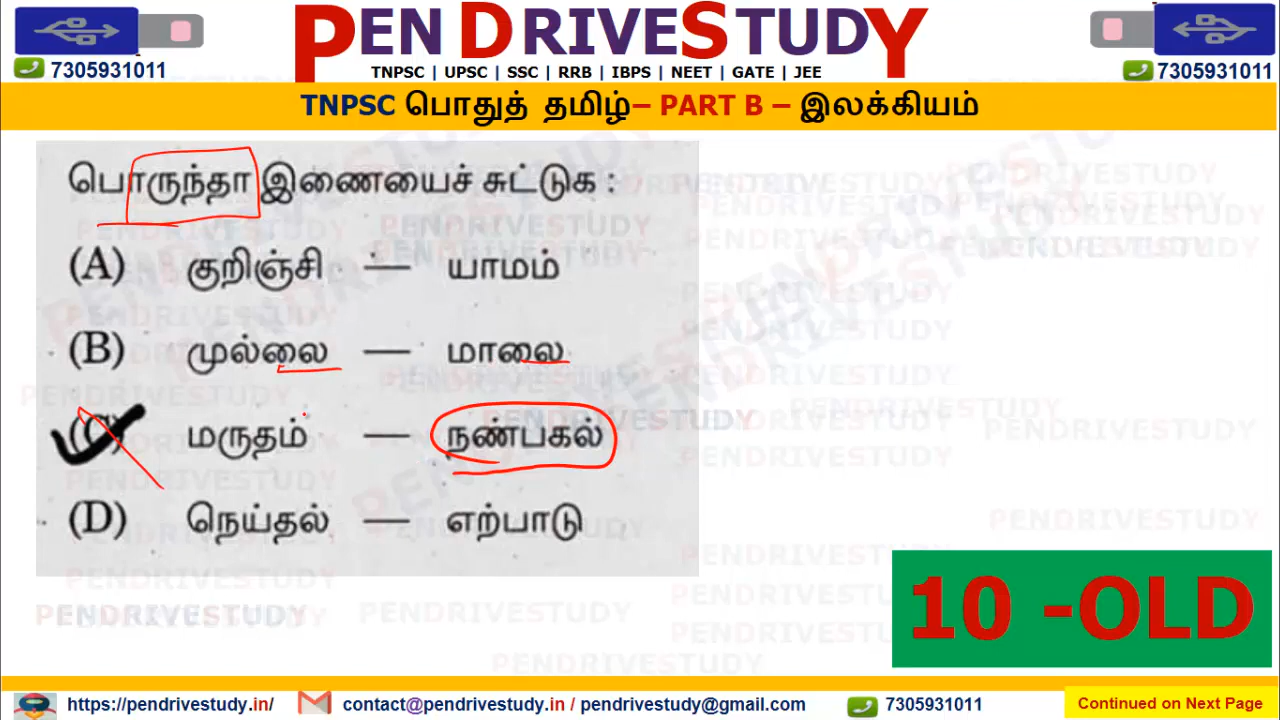 PEN DRIVESTUDY
7305931011
TNPSC | UPSC | SSC | RRB | IBPS | NEET | GATE | JEE
7305931011
TNPSC பொதுத் தமிழ்– PART B – இலக்கியம்
பொருந்தா இணையைச் சுட்டுக :
(A) குறிஞ்சி — யாமம்
(B) முல்லை — மாலை
(C) மருதம் — நண்பகல்
(D) நெய்தல் — எற்பாடு
10 -OLD
https://pendrivestudy.in/ contact@pendrivestudy.in / pendrivestudy@gmail.com 7305931011 Continued on Next Page